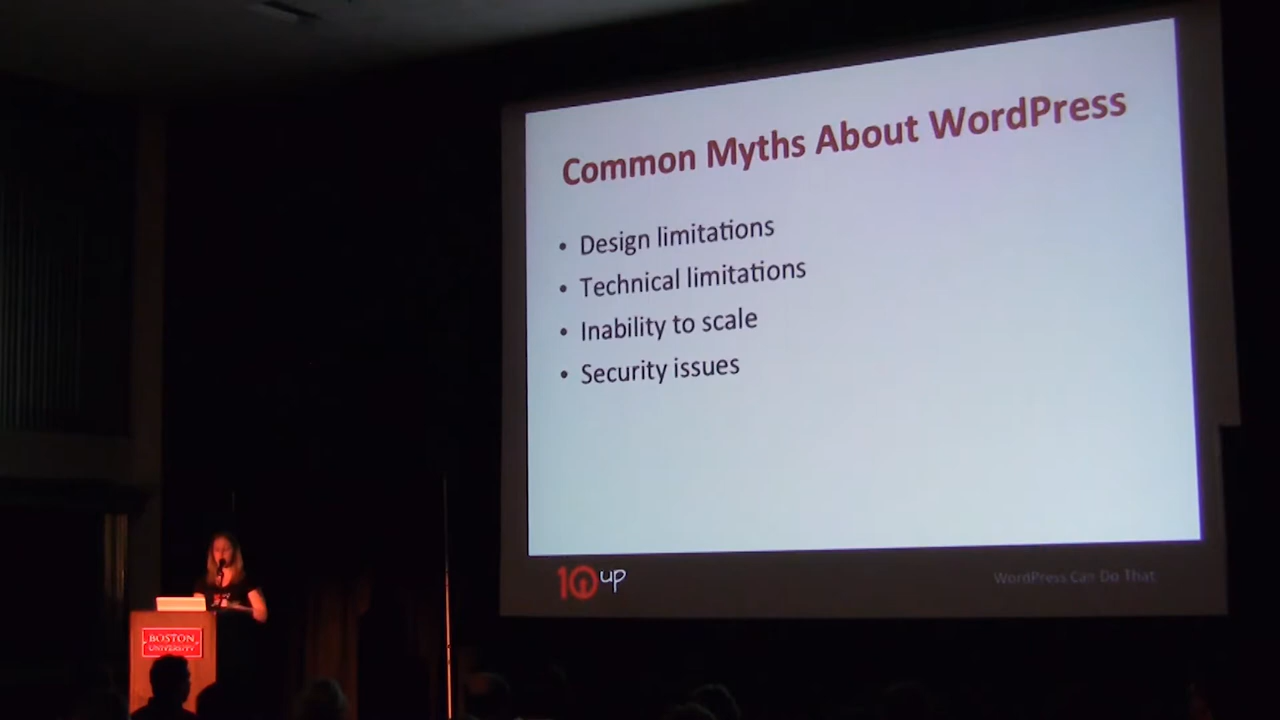 Common Myths About WordPress
• Design limitations
• Technical limitations
• Inability to scale
• Security issues
10up
WordPress Can Do That
BOSTON
UNIVERSITY